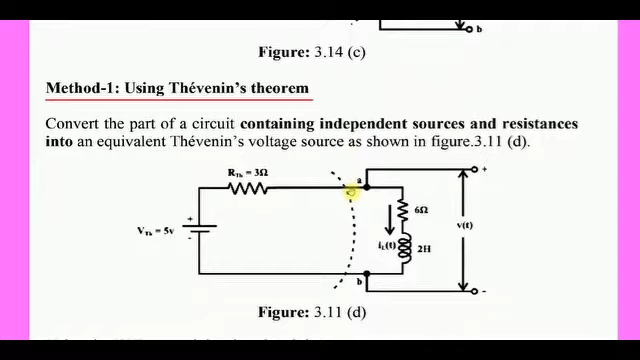 b
Figure: 3.14 (c)
Method-1: Using Thévenin's theorem
Convert the part of a circuit containing independent sources and resistances
into an equivalent Thévenin's voltage source as shown in figure.3.11 (d).
RTh = 3Ω
a
+
+
VTh = 5v
-
6Ω
iL(t)
2H
v(t)
b
-
Figure: 3.11 (d)